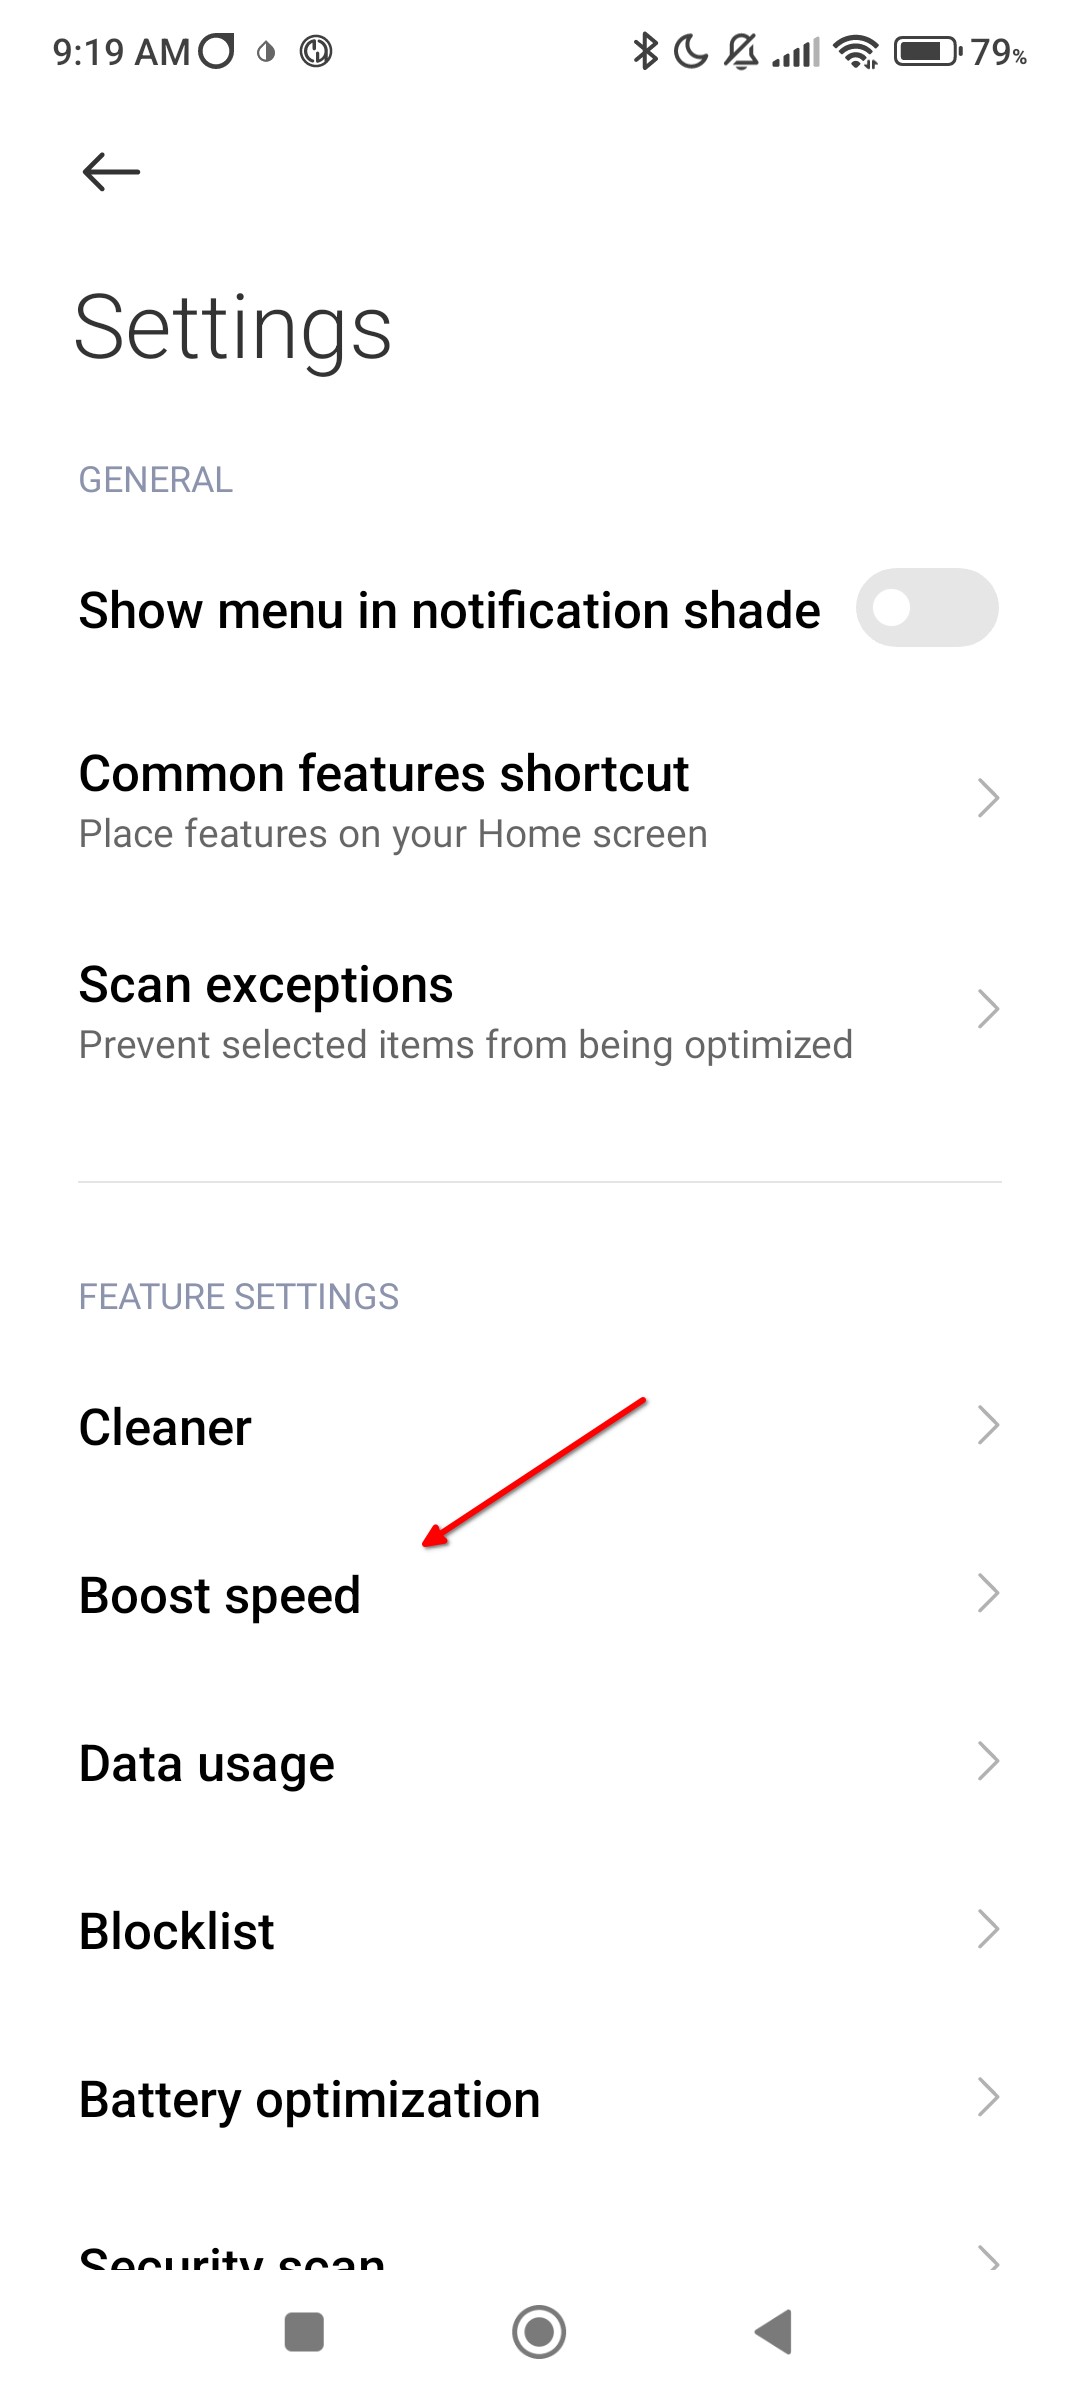 9:19 AM
79%
Settings
GENERAL
Show menu in notification shade
Common features shortcut
Place features on your Home screen
Scan exceptions
Prevent selected items from being optimized
FEATURE SETTINGS
Cleaner
Boost speed
Data usage
Blocklist
Battery optimization
Security scan